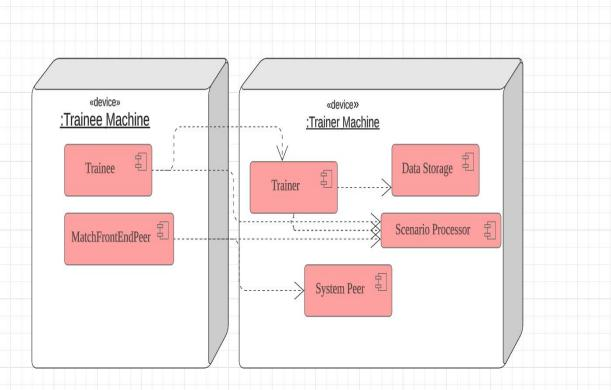 «device»
:Trainee Machine
Trainee
MatchFrontEndPeer
«device»
:Trainer Machine
Trainer
Data Storage
Scenario Processor
System Peer